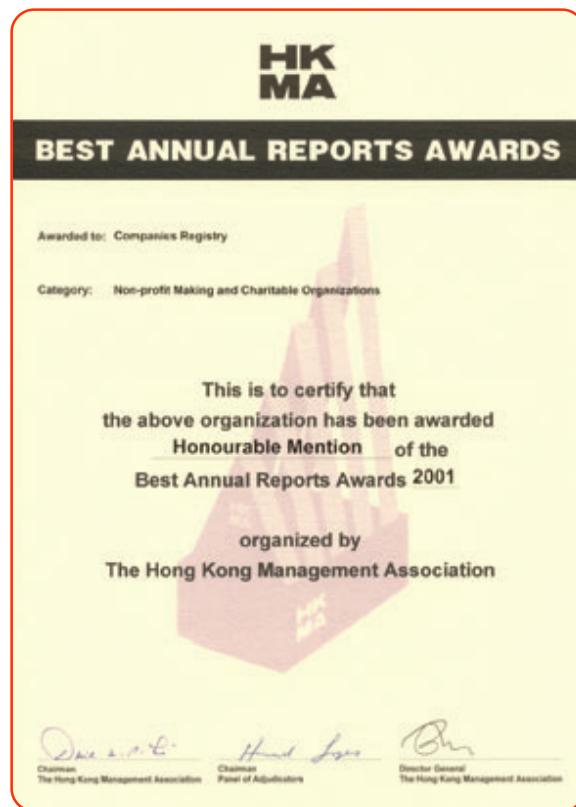 HK
MA
BEST ANNUAL REPORTS AWARDS
Awarded to: Companies Registry
Category: Non-profit Making and Charitable Organizations
This is to certify that
the above organization has been awarded
Honourable Mention of the
Best Annual Reports Awards 2001
organized by
The Hong Kong Management Association
HK
MA
Chairman
The Hong Kong Management Association
Chairman
Panel of Adjudicators
Director General
The Hong Kong Management Association